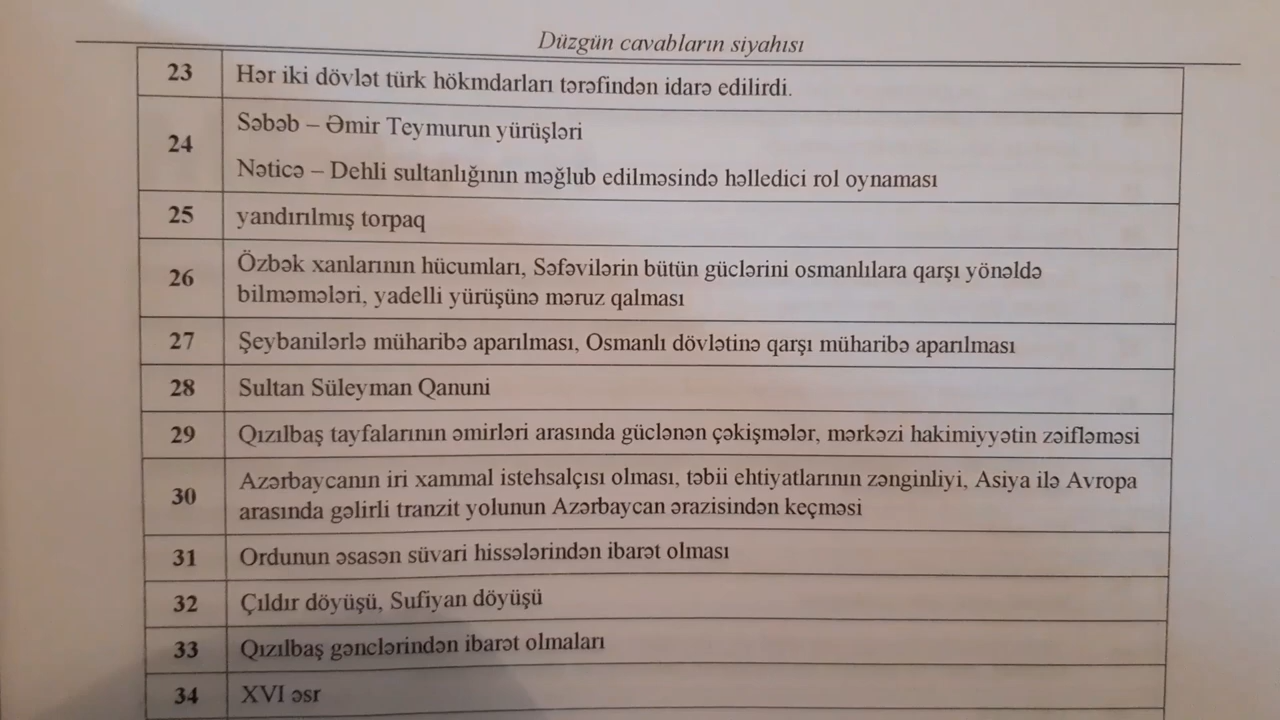 Düzgün cavabların siyahısı
23 Hər iki dövlət türk hökmdarları tərəfindən idarə edilirdi.
24 Səbəb – Əmir Teymurun yürüşləri
Nəticə – Dehli sultanlığının məğlub edilməsində həlledici rol oynaması
25 yandırılmış torpaq
26 Özbək xanlarının hücumları, Səfəvilərin bütün güclərini osmanlılara qarşı yönəldə
bilməmələri, yadelli yürüşünə məruz qalması
27 Şeybanilərlə müharibə aparılması, Osmanlı dövlətinə qarşı müharibə aparılması
28 Sultan Süleyman Qanuni
29 Qızılbaş tayfalarının əmirləri arasında güclənən çəkişmələr, mərkəzi hakimiyyətin zəifləməsi
30 Azərbaycanın iri xammal istehsalçısı olması, təbii ehtiyatlarının zənginliyi, Asiya ilə Avropa
arasında gəlirli tranzit yolunun Azərbaycan ərazisindən keçməsi
31 Ordunun əsasən süvari hissələrindən ibarət olması
32 Çıldır döyüşü, Sufiyan döyüşü
33 Qızılbaş gənclərindən ibarət olmaları
34 XVI əsr